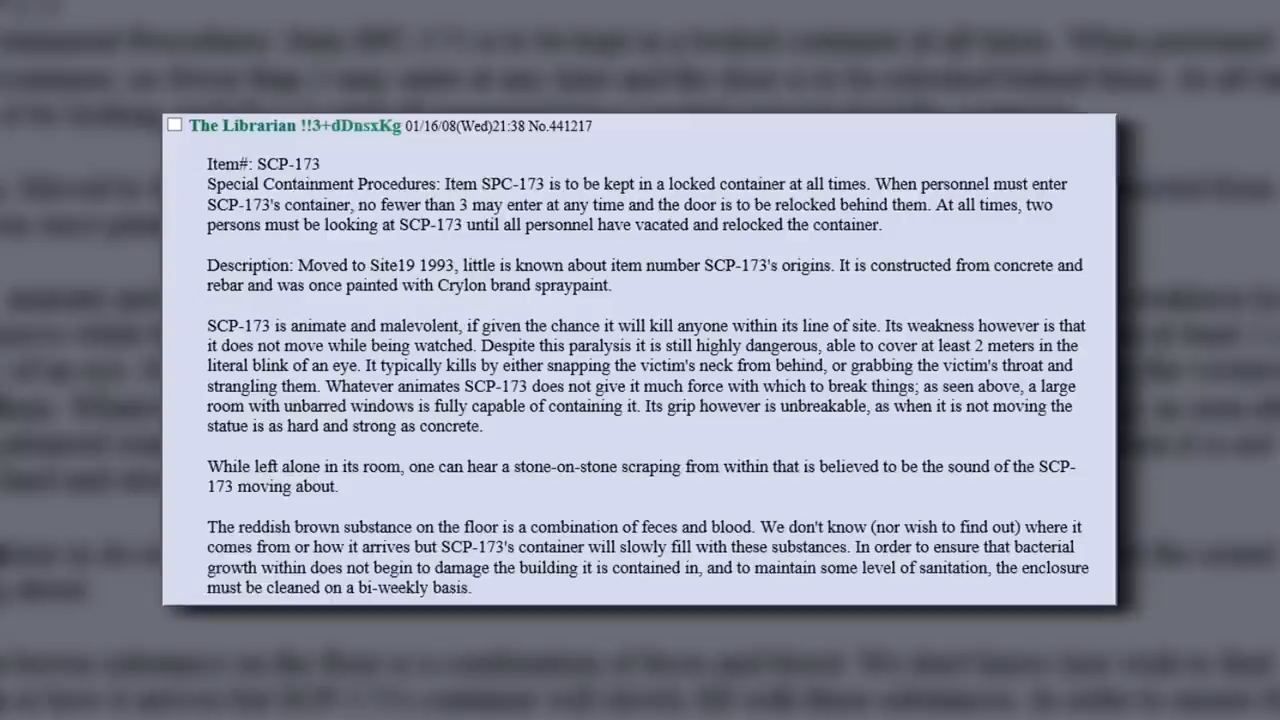 The Librarian !!3+dDnsxKg 01/16/08(Wed)21:38 No.441217
Item#: SCP-173
Special Containment Procedures: Item SPC-173 is to be kept in a locked container at all times. When personnel must enter
SCP-173's container, no fewer than 3 may enter at any time and the door is to be relocked behind them. At all times, two
persons must be looking at SCP-173 until all personnel have vacated and relocked the container.
Description: Moved to Site19 1993, little is known about item number SCP-173's origins. It is constructed from concrete and
rebar and was once painted with Crylon brand spraypaint.
SCP-173 is animate and malevolent, if given the chance it will kill anyone within its line of site. Its weakness however is that
it does not move while being watched. Despite this paralysis it is still highly dangerous, able to cover at least 2 meters in the
literal blink of an eye. It typically kills by either snapping the victim's neck from behind, or grabbing the victim's throat and
strangling them. Whatever animates SCP-173 does not give it much force with which to break things; as seen above, a large
room with unbarred windows is fully capable of containing it. Its grip however is unbreakable, as when it is not moving the
statue is as hard and strong as concrete.
While left alone in its room, one can hear a stone-on-stone scraping from within that is believed to be the sound of the SCP-
173 moving about.
The reddish brown substance on the floor is a combination of feces and blood. We don't know (nor wish to find out) where it
comes from or how it arrives but SCP-173's container will slowly fill with these substances. In order to ensure that bacterial
growth within does not begin to damage the building it is contained in, and to maintain some level of sanitation, the enclosure
must be cleaned on a bi-weekly basis.